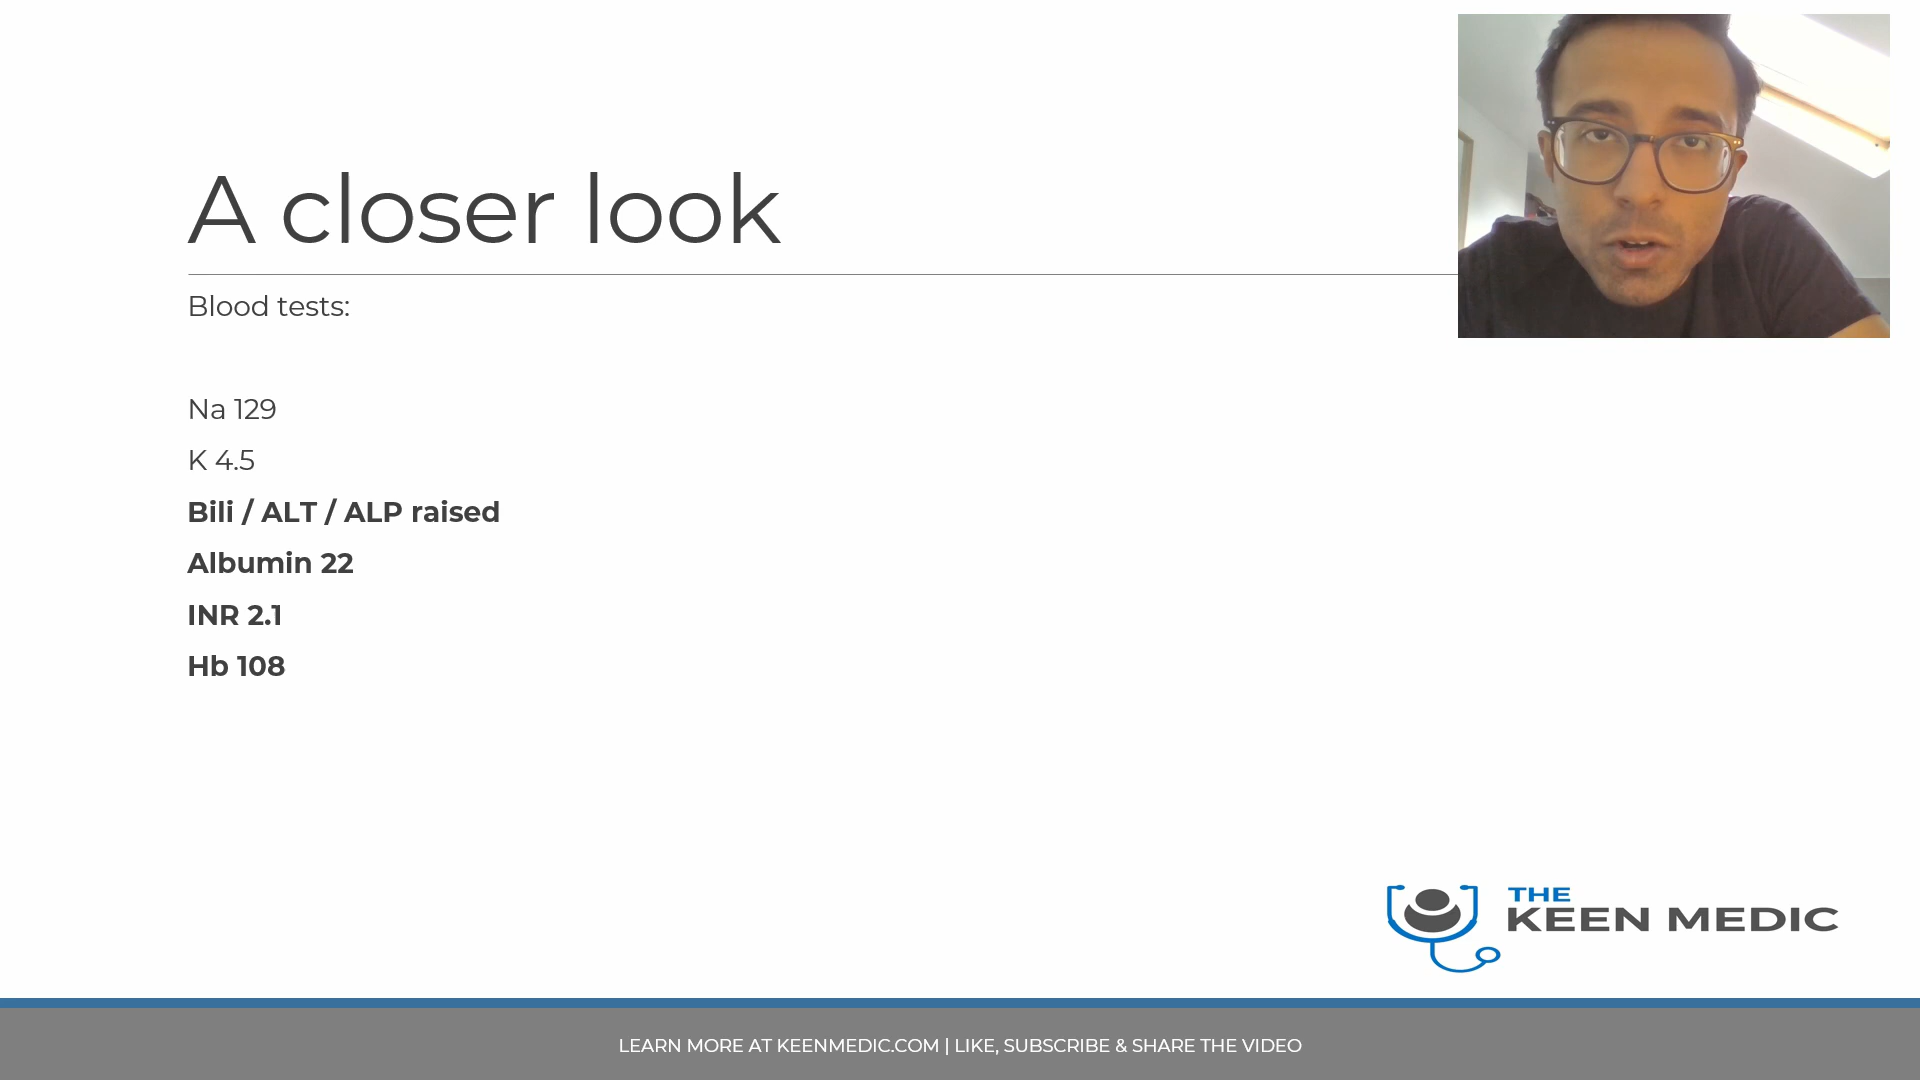 A closer look
Blood tests:
Na 129
K 4.5
Bili / ALT / ALP raised
Albumin 22
INR 2.1
Hb 108
THE
KEEN MEDIC
LEARN MORE AT KEENMEDIC.COM | LIKE, SUBSCRIBE & SHARE THE VIDEO